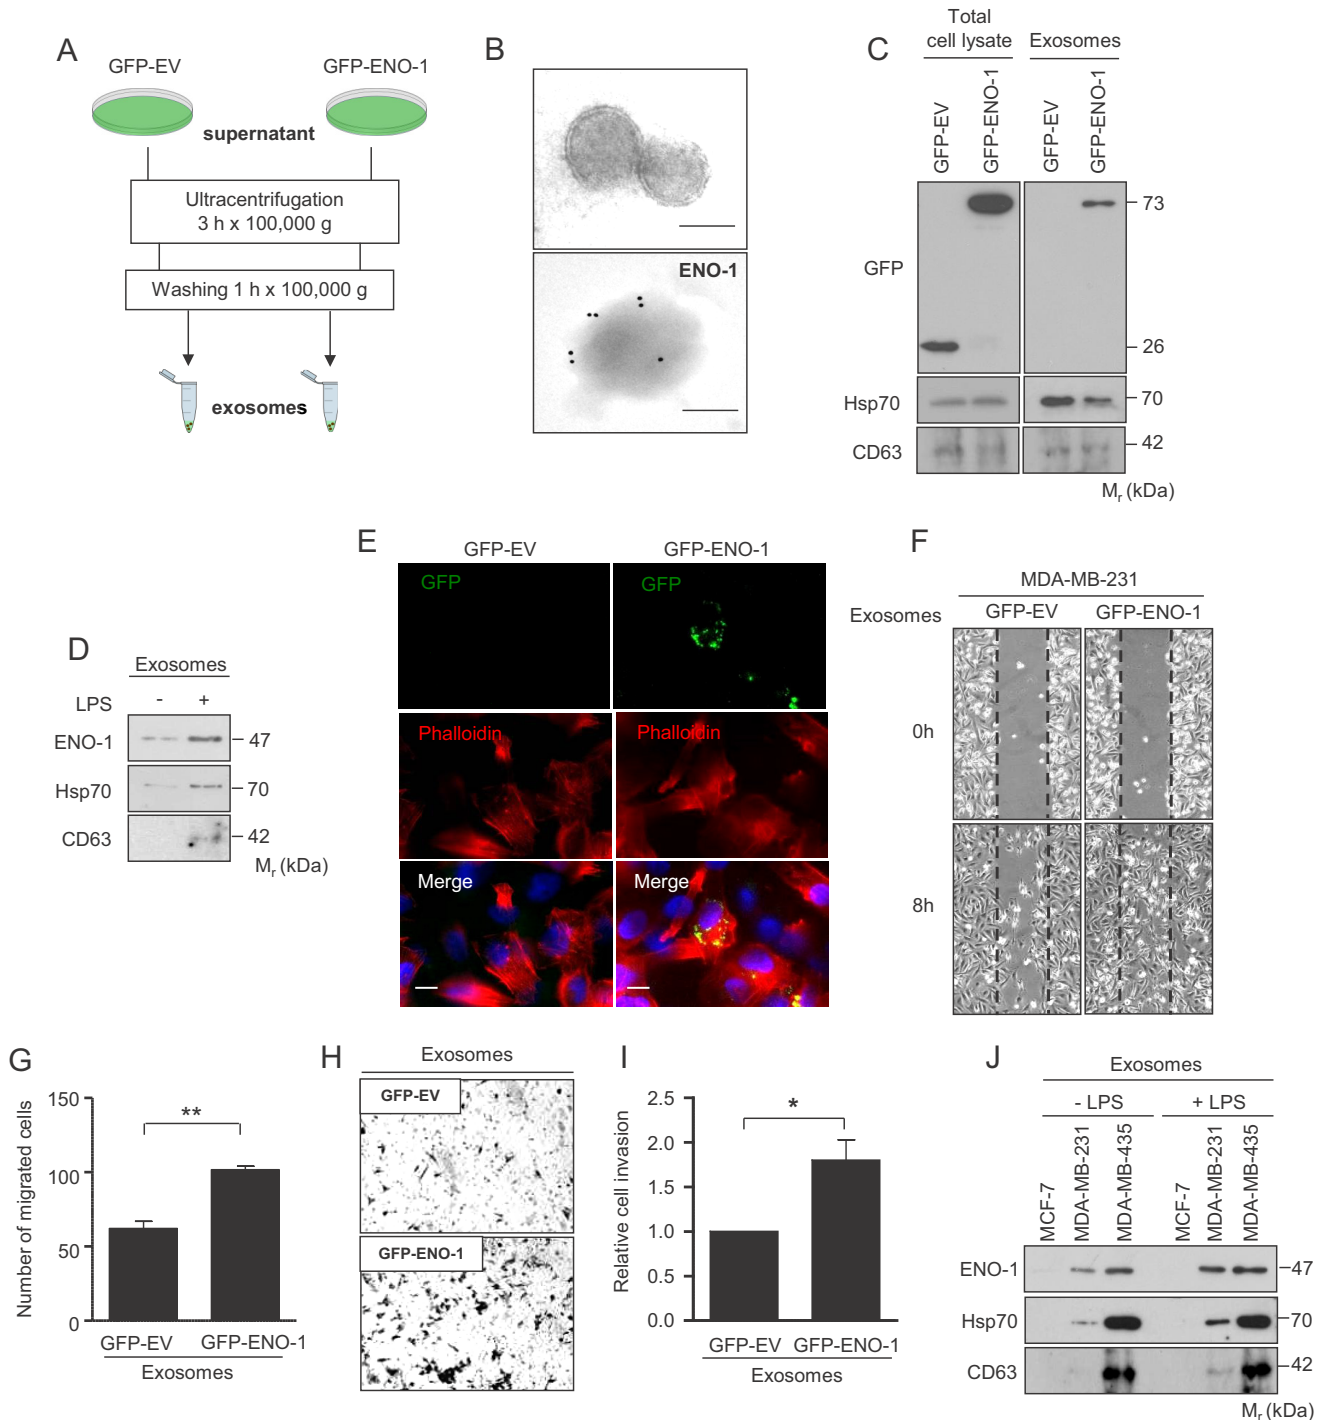 A
GFP-EV
GFP-ENO-1
supernatant
Ultracentrifugation
3 h x 100,000 g
Washing 1 h x 100,000 g
exosomes
B
ENO-1
C
Total
cell lysate
Exosomes
GFP-EV
GFP-ENO-1
GFP-EV
GFP-ENO-1
GFP
73
26
Hsp70
70
CD63
42
Mr (kDa)
D
Exosomes
LPS - +
ENO-1 47
Hsp70 70
CD63 42
Mr (kDa)
E
GFP-EV
GFP-ENO-1
GFP
GFP
Phalloidin
Phalloidin
Merge
Merge
F
MDA-MB-231
Exosomes
GFP-EV
GFP-ENO-1
0h
8h
G
Number of migrated cells
150
100
50
0
**
GFP-EV
GFP-ENO-1
Exosomes
H
Exosomes
GFP-EV
GFP-ENO-1
I
Relative cell invasion
2.5
2.0
1.5
1.0
0.5
0.0
*
GFP-EV
GFP-ENO-1
Exosomes
J
Exosomes
- LPS
+ LPS
MCF-7
MDA-MB-231
MDA-MB-435
MCF-7
MDA-MB-231
MDA-MB-435
ENO-1 47
Hsp70 70
CD63 42
Mr (kDa)